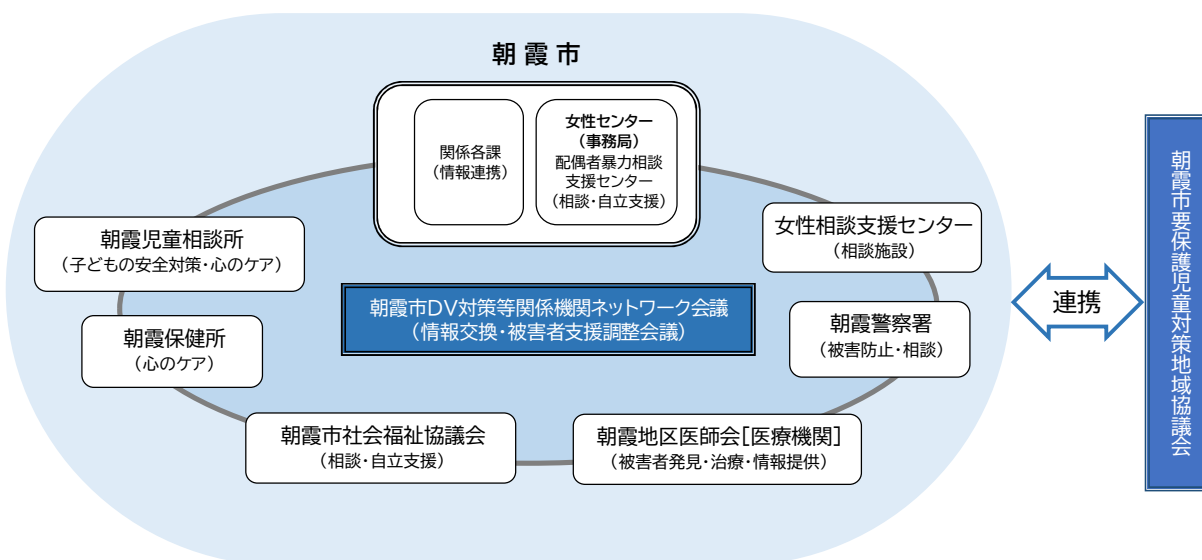 朝霞市
関係各課
(情報連携)
女性センター
(事務局)
配偶者暴力相談
支援センター
(相談・自立支援)
朝霞児童相談所
(子どもの安全対策・心のケア)
女性相談支援センター
(相談施設)
朝霞市DV対策等関係機関ネットワーク会議
(情報交換・被害者支援調整会議)
朝霞保健所
(心のケア)
朝霞警察署
(被害防止・相談)
朝霞市社会福祉協議会
(相談・自立支援)
朝霞地区医師会[医療機関]
(被害者発見・治療・情報提供)
連携
朝霞市要保護児童対策地域協議会